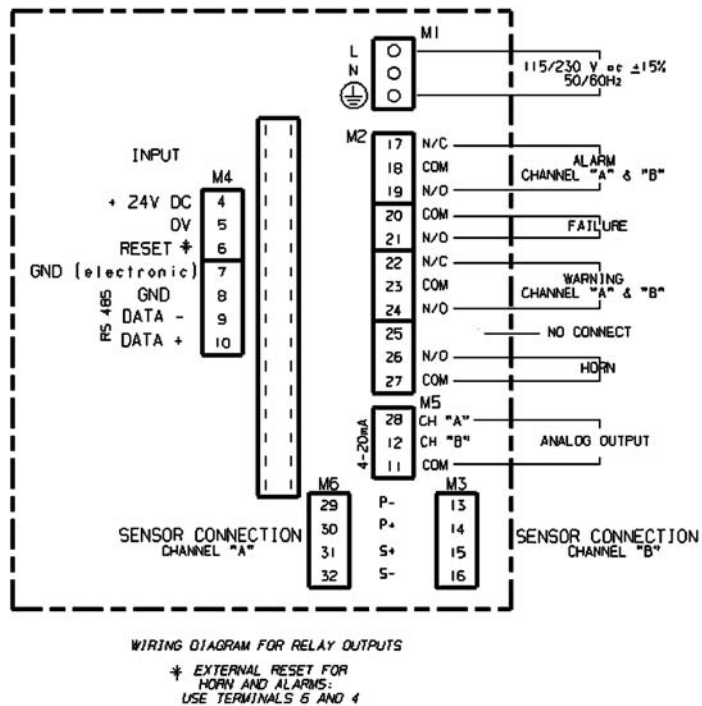 M1
L
N
115/230 V ac ±15%
50/60Hz
M2
17 N/C
18 COM
19 N/O
ALARM
CHANNEL "A" & "B"
20 COM
21 N/O
FAILURE
22 N/C
23 COM
24 N/O
WARNING
CHANNEL "A" & "B"
25
NO CONNECT
26 N/O
27 COM
HORN
INPUT
M4
+ 24V DC 4
0V 5
RESET * 6
GND (electronic) 7
GND 8
DATA - 9
DATA + 10
RS 485
M5
4-20mA
28 CH "A"
12 CH "B"
11 COM
ANALOG OUTPUT
M6
M3
29 P- 13
30 P+ 14
31 S+ 15
32 S- 16
SENSOR CONNECTION
CHANNEL "A"
SENSOR CONNECTION
CHANNEL "B"
WIRING DIAGRAM FOR RELAY OUTPUTS
* EXTERNAL RESET FOR
HORN AND ALARMS:
USE TERMINALS 6 AND 4